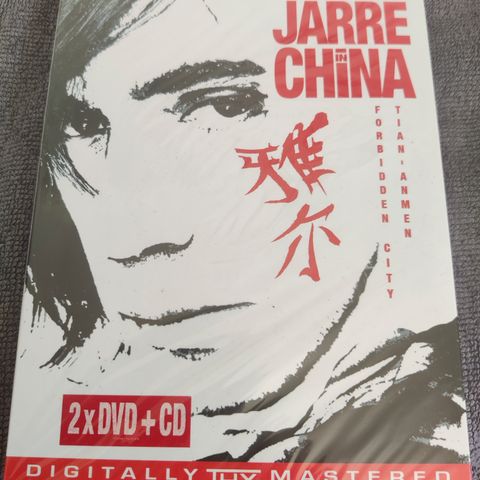 JARRE
IN
CHINA
雅
尔
FORBIDDEN CITY
TIAN'ANMEN
2xDVD+CD
DIGITALLY THX MASTERED